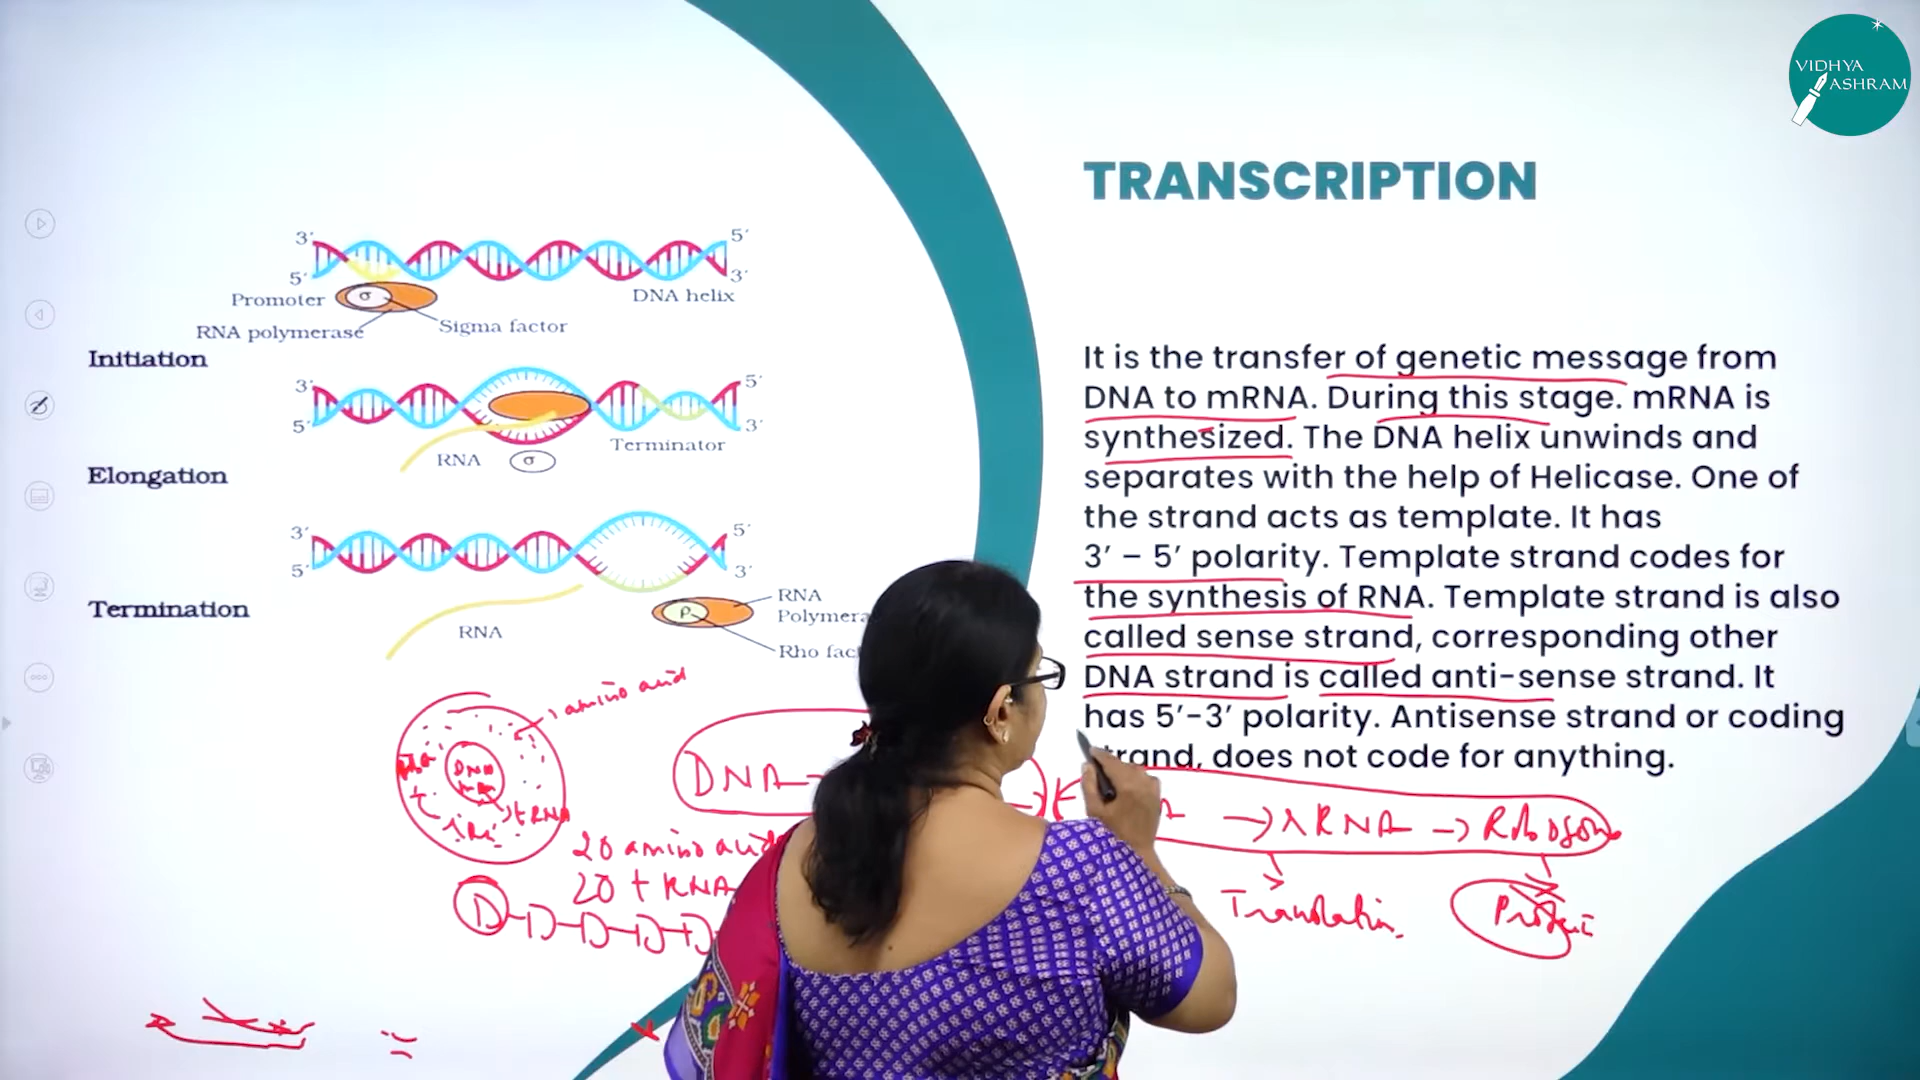 VIDHYA
ASHRAM
TRANSCRIPTION
3′
5′
5′
3′
Promoter
DNA helix
RNA polymerase
Sigma factor
σ
Initiation
3′
5′
5′
3′
Terminator
RNA
σ
Elongation
3′
5′
5′
3′
Termination
RNA
RNA
Polymera
Rho fac
ρ
It is the transfer of genetic message from
DNA to mRNA. During this stage. mRNA is
synthesized. The DNA helix unwinds and
separates with the help of Helicase. One of
the strand acts as template. It has
3′ – 5′ polarity. Template strand codes for
the synthesis of RNA. Template strand is also
called sense strand, corresponding other
DNA strand is called anti-sense strand. It
has 5′-3′ polarity. Antisense strand or coding
trand, does not code for anything.
amino acid
DNA
tRNA
DNA
rRNA
20 amino acid
20 tRNA
Translation
Protei